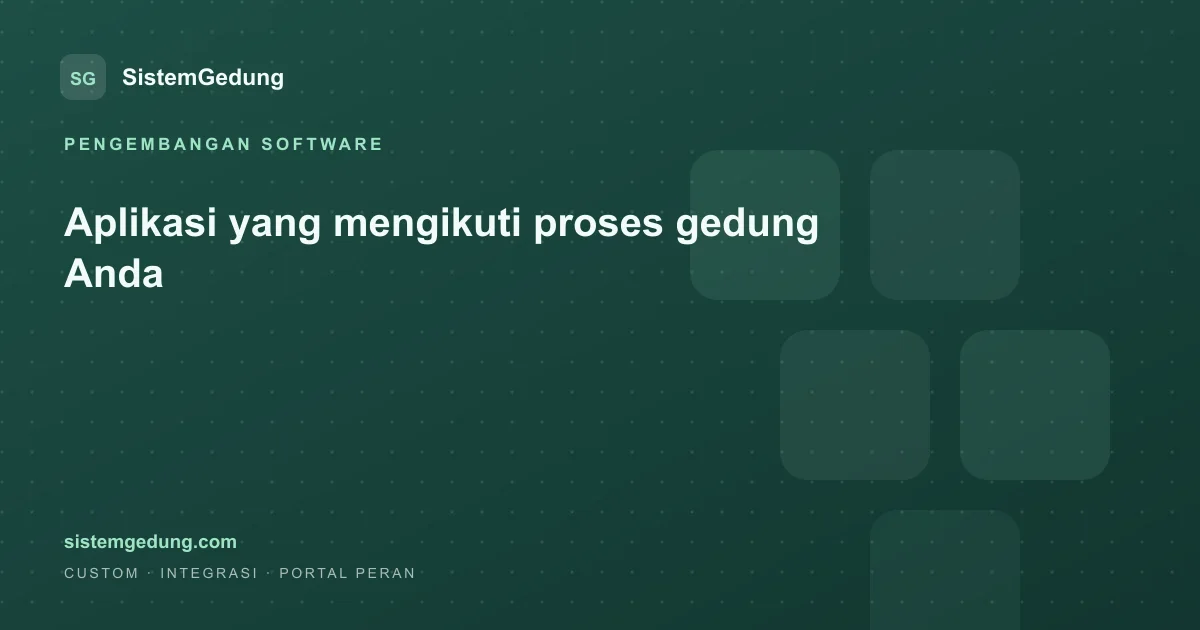 SG
SistemGedung
PENGEMBANGAN SOFTWARE
Aplikasi yang mengikuti proses gedung
Anda
sistemgedung.com
CUSTOM · INTEGRASI · PORTAL PERAN